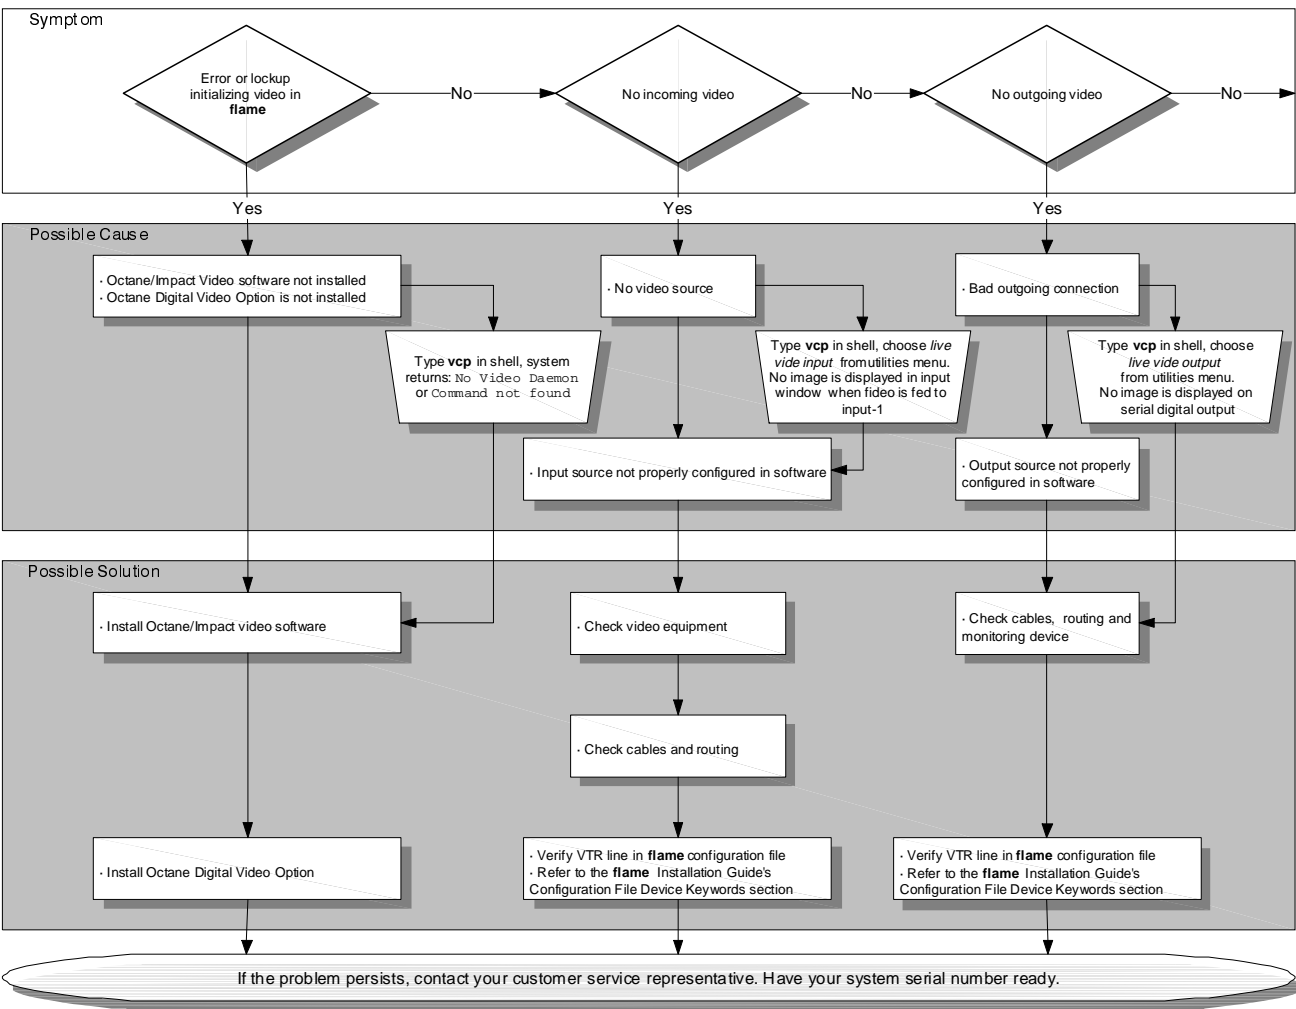 Symptom
Error or lockup
initializing video in
flame
No
No incoming video
No
No outgoing video
No
Yes
Yes
Yes
Possible Cause
· Octane/Impact Video software not installed
· Octane Digital Video Option is not installed
Type vcp in shell, system
returns: No Video Daemon
or Command not found
· No video source
Type vcp in shell, choose live
vide input from utilities menu.
No image is displayed in input
window when fideo is fed to
input-1
· Input source not properly configured in software
· Bad outgoing connection
Type vcp in shell, choose
live vide output
from utilities menu.
No image is displayed on
serial digital output
· Output source not properly
configured in software
Possible Solution
· Install Octane/Impact video software
· Install Octane Digital Video Option
· Check video equipment
· Check cables and routing
· Verify VTR line in flame configuration file
· Refer to the flame Installation Guide's
Configuration File Device Keywords section
· Check cables, routing and
monitoring device
· Verify VTR line in flame configuration file
· Refer to the flame Installation Guide's
Configuration File Device Keywords section
If the problem persists, contact your customer service representative. Have your system serial number ready.